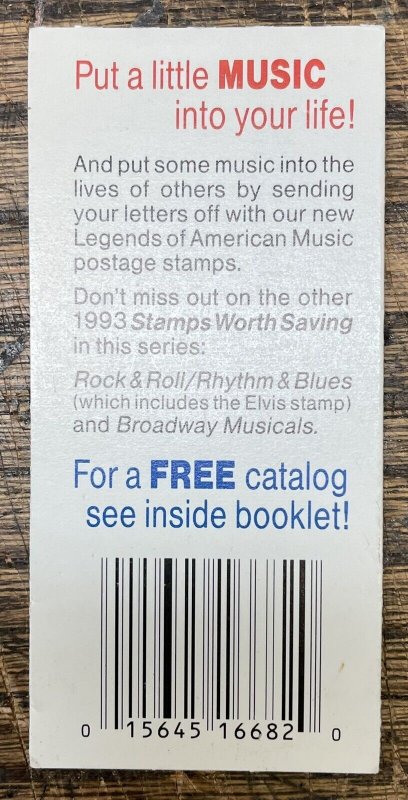 Put a little MUSIC
into your life!
And put some music into the
lives of others by sending
your letters off with our new
Legends of American Music
postage stamps.
Don't miss out on the other
1993 Stamps Worth Saving
in this series:
Rock & Roll/Rhythm & Blues
(which includes the Elvis stamp)
and Broadway Musicals.
For a FREE catalog
see inside booklet!
0 15645 16682 0